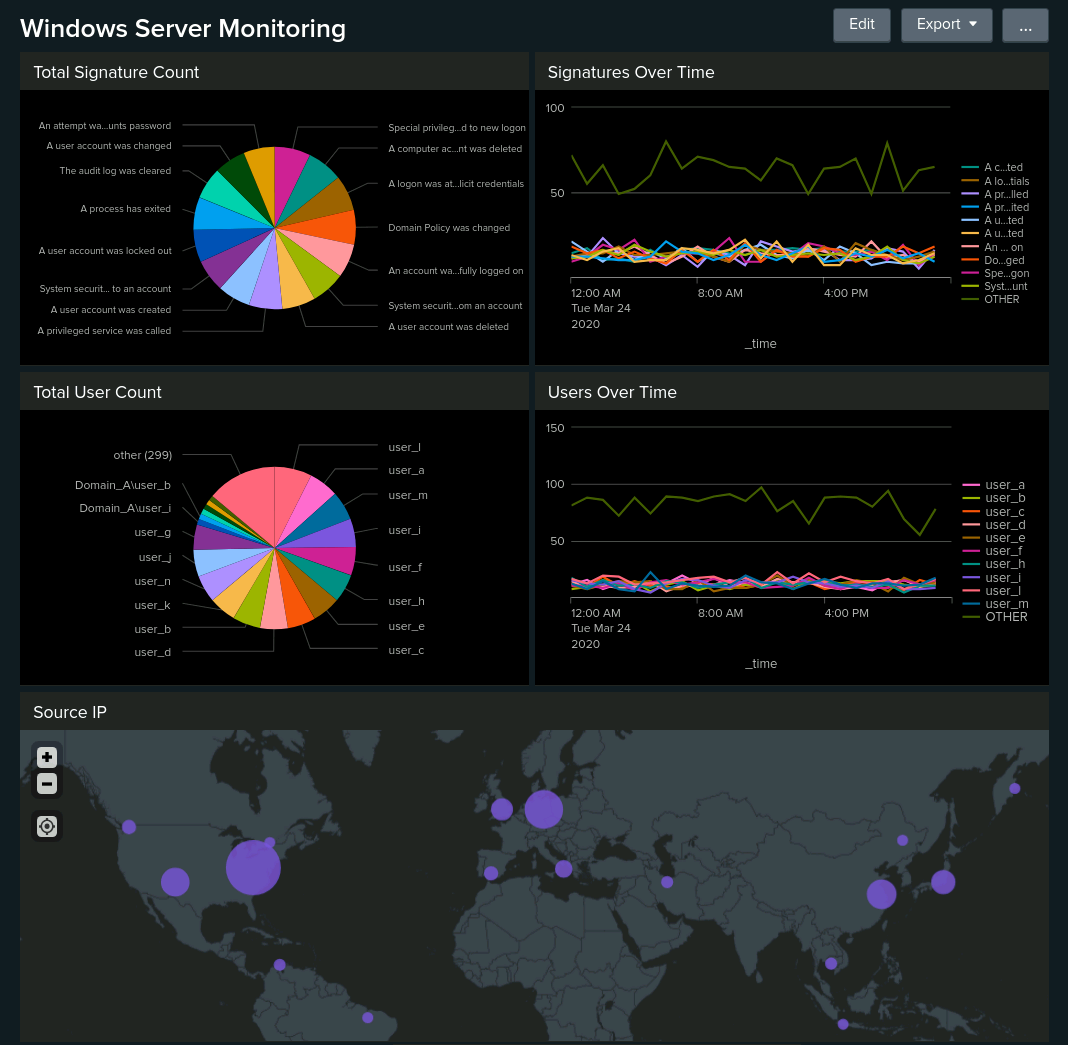 Windows Server Monitoring
Edit
Export
...
Total Signature Count
An attempt wa...unts password
A user account was changed
The audit log was cleared
A process has exited
A user account was locked out
System securit... to an account
A user account was created
A privileged service was called
Special privileg...d to new logon
A computer ac...nt was deleted
A logon was at...licit credentials
Domain Policy was changed
An account wa...fully logged on
System securit...om an account
A user account was deleted
Signatures Over Time
100
50
12:00 AM
Tue Mar 24
2020
8:00 AM
4:00 PM
_time
A c...ted
A lo...tials
A pr...lled
A pr...ited
A u...ted
A u...ted
An ... on
Do...ged
Spe...gon
Syst...unt
OTHER
Total User Count
other (299)
Domain_A\user_b
Domain_A\user_i
user_g
user_j
user_n
user_k
user_b
user_d
user_l
user_a
user_m
user_i
user_f
user_h
user_e
user_c
Users Over Time
150
100
50
12:00 AM
Tue Mar 24
2020
8:00 AM
4:00 PM
_time
user_a
user_b
user_c
user_d
user_e
user_f
user_h
user_i
user_l
user_m
OTHER
Source IP